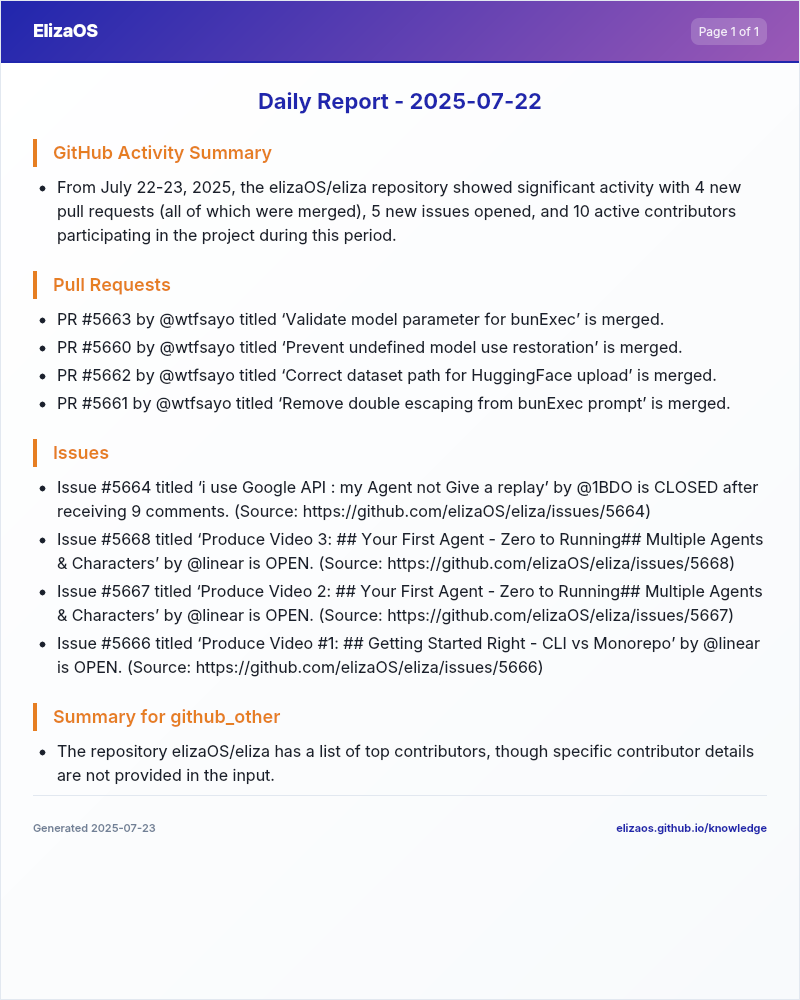 ElizaOS
Page 1 of 1
Daily Report - 2025-07-22
GitHub Activity Summary
• From July 22-23, 2025, the elizaOS/eliza repository showed significant activity with 4 new
pull requests (all of which were merged), 5 new issues opened, and 10 active contributors
participating in the project during this period.
Pull Requests
• PR #5663 by @wtfsayo titled ‘Validate model parameter for bunExec’ is merged.
• PR #5660 by @wtfsayo titled ‘Prevent undefined model use restoration’ is merged.
• PR #5662 by @wtfsayo titled ‘Correct dataset path for HuggingFace upload’ is merged.
• PR #5661 by @wtfsayo titled ‘Remove double escaping from bunExec prompt’ is merged.
Issues
• Issue #5664 titled ‘i use Google API : my Agent not Give a replay’ by @1BDO is CLOSED after
receiving 9 comments. (Source: https://github.com/elizaOS/eliza/issues/5664)
• Issue #5668 titled ‘Produce Video 3: ## Your First Agent - Zero to Running## Multiple Agents
& Characters’ by @linear is OPEN. (Source: https://github.com/elizaOS/eliza/issues/5668)
• Issue #5667 titled ‘Produce Video 2: ## Your First Agent - Zero to Running## Multiple Agents
& Characters’ by @linear is OPEN. (Source: https://github.com/elizaOS/eliza/issues/5667)
• Issue #5666 titled ‘Produce Video #1: ## Getting Started Right - CLI vs Monorepo’ by @linear
is OPEN. (Source: https://github.com/elizaOS/eliza/issues/5666)
Summary for github_other
• The repository elizaOS/eliza has a list of top contributors, though specific contributor details
are not provided in the input.
Generated 2025-07-23
elizaos.github.io/knowledge